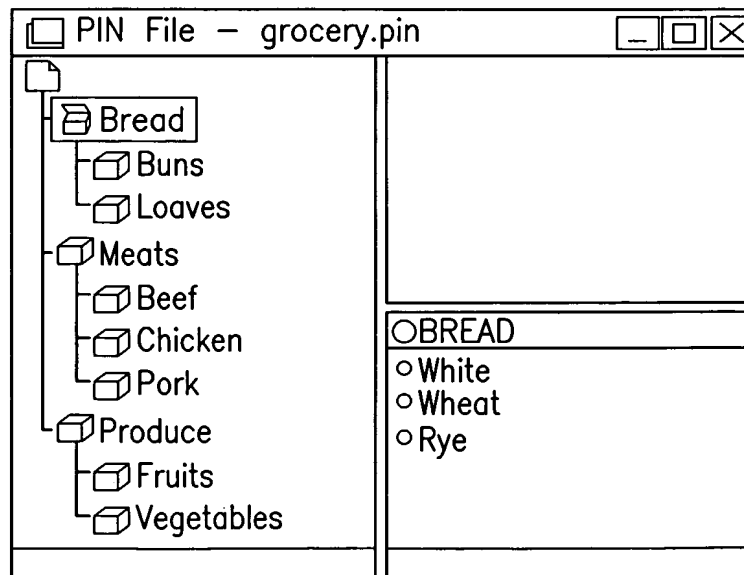 PIN File – grocery.pin
Bread
Buns
Loaves
Meats
Beef
Chicken
Pork
Produce
Fruits
Vegetables
BREAD
White
Wheat
Rye